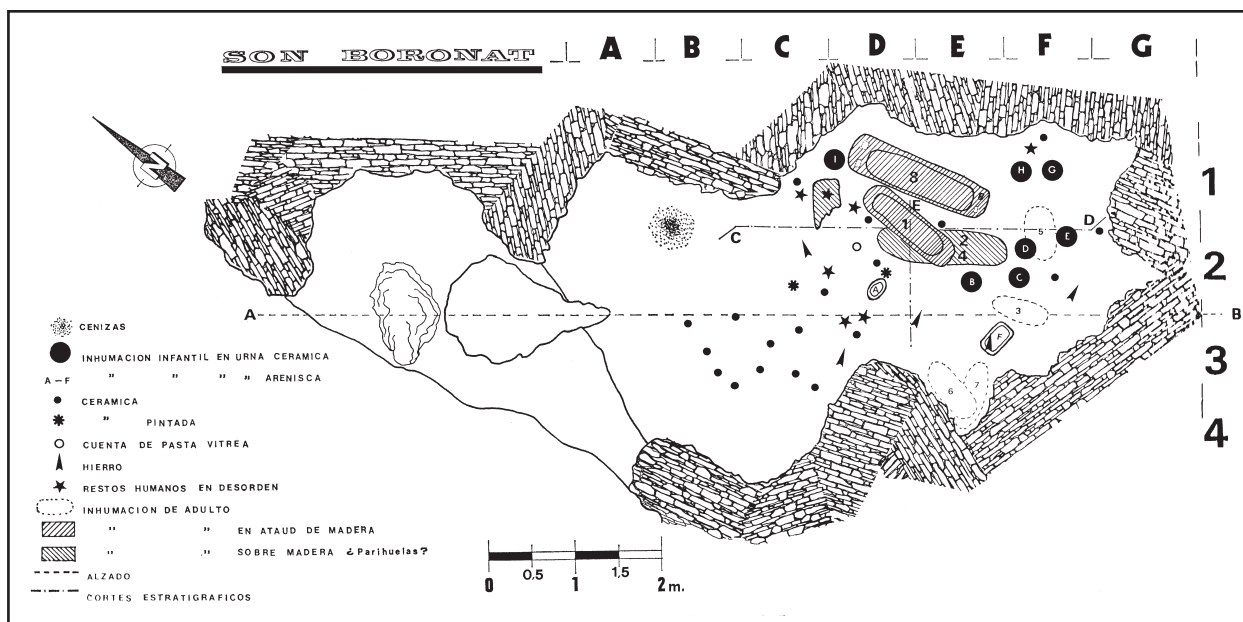 SON BORONAT
A B C D E F G
1
2
3
4
N
I
H G
8
9
E
1
2
4
5
C
D
E
D
B
C
A
3
F
6
7
A
B
CENIZAS
INHUMACION INFANTIL EN URNA CERAMICA
A-F " " " " ARENISCA
CERAMICA
" PINTADA
CUENTA DE PASTA VITREA
HIERRO
RESTOS HUMANOS EN DESORDEN
INHUMACION DE ADULTO
" " EN ATAUD DE MADERA
" " SOBRE MADERA ¿Parihuelas?
ALZADO
CORTES ESTRATIGRAFICOS
0 0,5 1 1,5 2 m.